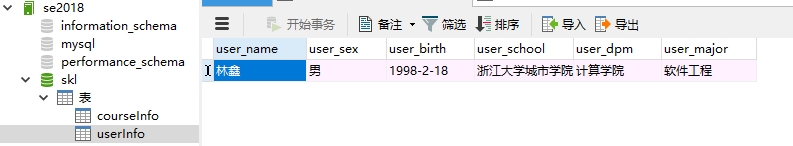 se2018
information_schema
mysql
performance_schema
skl
表
courseInfo
userInfo
开始事务 备注 筛选 排序 导入 导出
user_name user_sex user_birth user_school user_dpm user_major
林鑫 男 1998-2-18 浙江大学城市学院 计算学院 软件工程